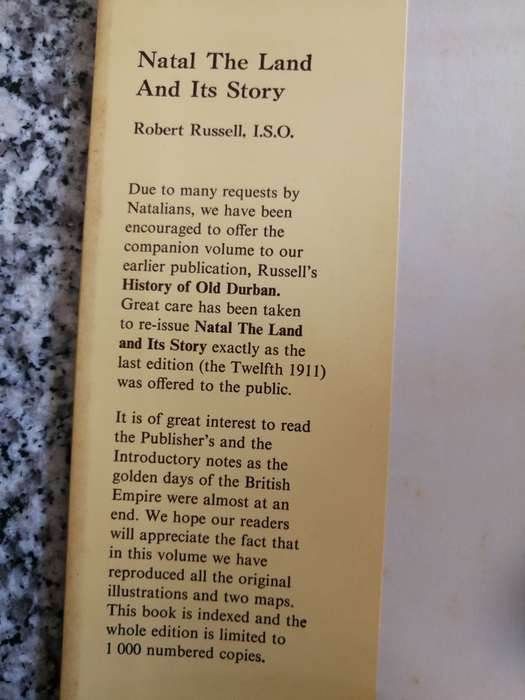 Natal The Land
And Its Story
Robert Russell, I.S.O.
Due to many requests by
Natalians, we have been
encouraged to offer the
companion volume to our
earlier publication, Russell's
History of Old Durban.
Great care has been taken
to re-issue Natal The Land
and Its Story exactly as the
last edition (the Twelfth 1911)
was offered to the public.
It is of great interest to read
the Publisher's and the
Introductory notes as the
golden days of the British
Empire were almost at an
end. We hope our readers
will appreciate the fact that
in this volume we have
reproduced all the original
illustrations and two maps.
This book is indexed and the
whole edition is limited to
1 000 numbered copies.